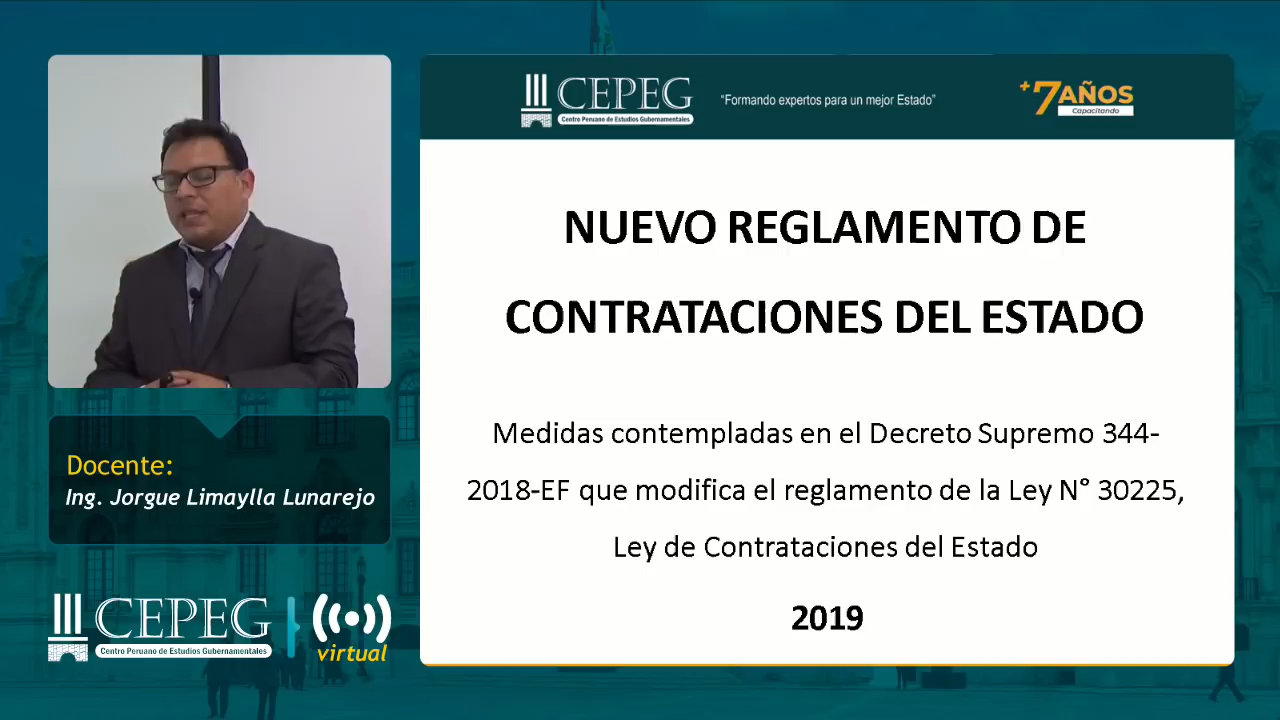 CEPEG
Centro Peruano de Estudios Gubernamentales
“Formando expertos para un mejor Estado”
+7AÑOS
Capacitando
NUEVO REGLAMENTO DE
CONTRATACIONES DEL ESTADO
Medidas contempladas en el Decreto Supremo 344-
2018-EF que modifica el reglamento de la Ley N° 30225,
Ley de Contrataciones del Estado
2019
Docente:
Ing. Jorgue Limaylla Lunarejo
CEPEG
Centro Peruano de Estudios Gubernamentales
virtual